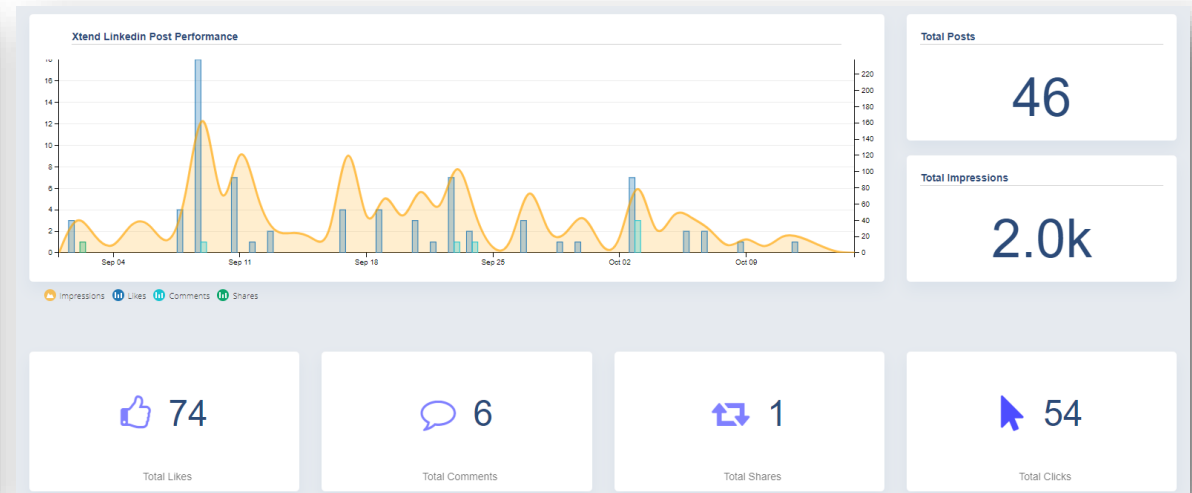 Xtend Linkedin Post Performance
18
16
14
12
10
8
6
4
2
0
220
200
180
160
140
120
100
80
60
40
20
0
Sep 04
Sep 11
Sep 18
Sep 25
Oct 02
Oct 09
Impressions Likes Comments Shares
Total Posts
46
Total Impressions
2.0k
74
Total Likes
6
Total Comments
1
Total Shares
54
Total Clicks